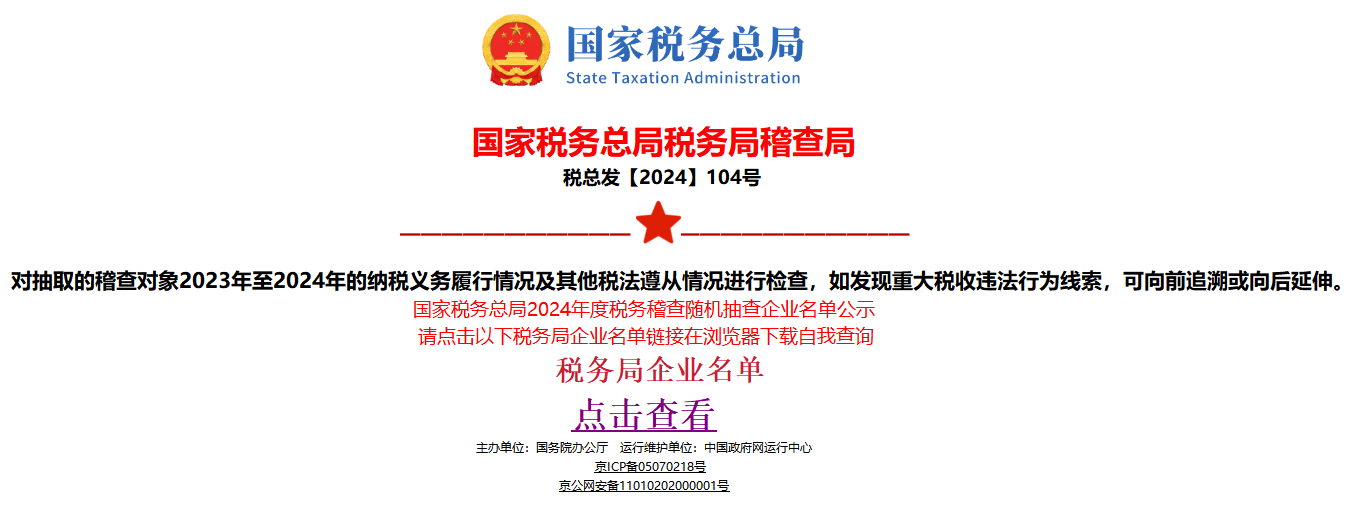 国家税务总局
State Taxation Administration
国家税务总局税务局稽查局
税总发【2024】104号
对抽取的稽查对象2023年至2024年的纳税义务履行情况及其他税法遵从情况进行检查，如发现重大税收违法行为线索，可向前追溯或向后延伸。
国家税务总局2024年度税务稽查随机抽查企业名单公示
请点击以下税务局企业名单链接在浏览器下载自我查询
税务局企业名单
点击查看
主办单位：国务院办公厅 运行维护单位：中国政府网运行中心
京ICP备05070218号
京公网安备11010202000001号